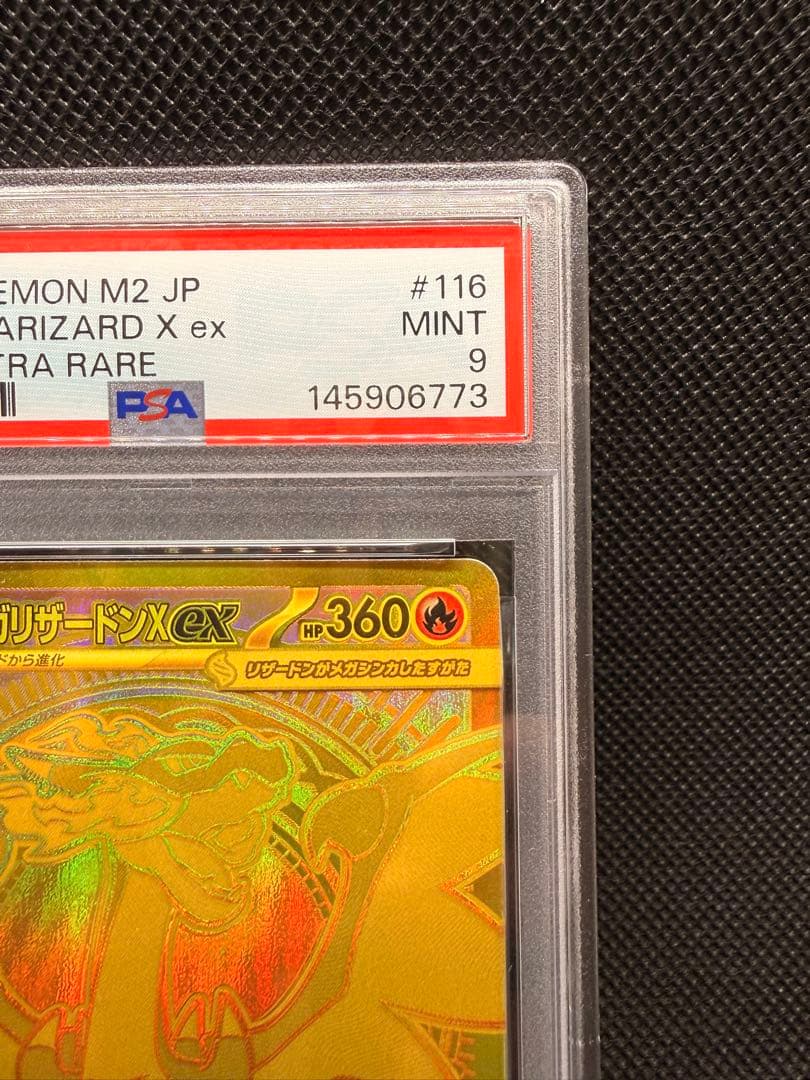 EMON M2 JP #116
ARIZARD X ex MINT
TRA RARE 9
PSA 145906773
リザードンXex HP360
ドから進化
リザードンがメガシンカしたすがた